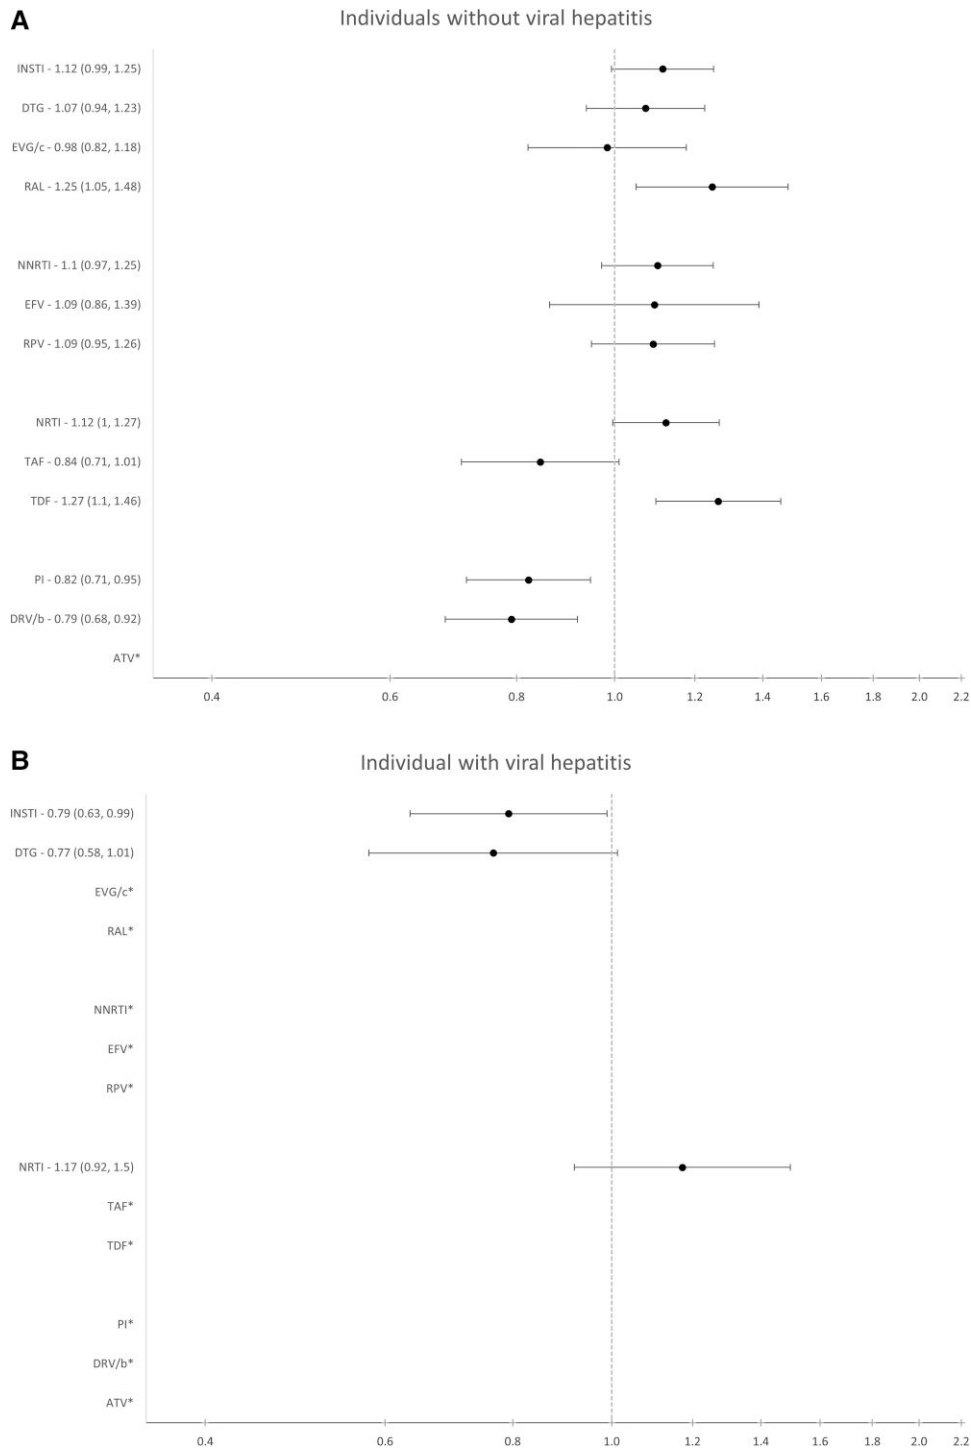 A
Individuals without viral hepatitis
INSTI - 1.12 (0.99, 1.25)
DTG - 1.07 (0.94, 1.23)
EVG/c - 0.98 (0.82, 1.18)
RAL - 1.25 (1.05, 1.48)
NNRTI - 1.1 (0.97, 1.25)
EFV - 1.09 (0.86, 1.39)
RPV - 1.09 (0.95, 1.26)
NRTI - 1.12 (1, 1.27)
TAF - 0.84 (0.71, 1.01)
TDF - 1.27 (1.1, 1.46)
PI - 0.82 (0.71, 0.95)
DRV/b - 0.79 (0.68, 0.92)
ATV*
0.4 0.6 0.8 1.0 1.2 1.4 1.6 1.8 2.0 2.2
B
Individual with viral hepatitis
INSTI - 0.79 (0.63, 0.99)
DTG - 0.77 (0.58, 1.01)
EVG/c*
RAL*
NNRTI*
EFV*
RPV*
NRTI - 1.17 (0.92, 1.5)
TAF*
TDF*
PI*
DRV/b*
ATV*
0.4 0.6 0.8 1.0 1.2 1.4 1.6 1.8 2.0 2.2